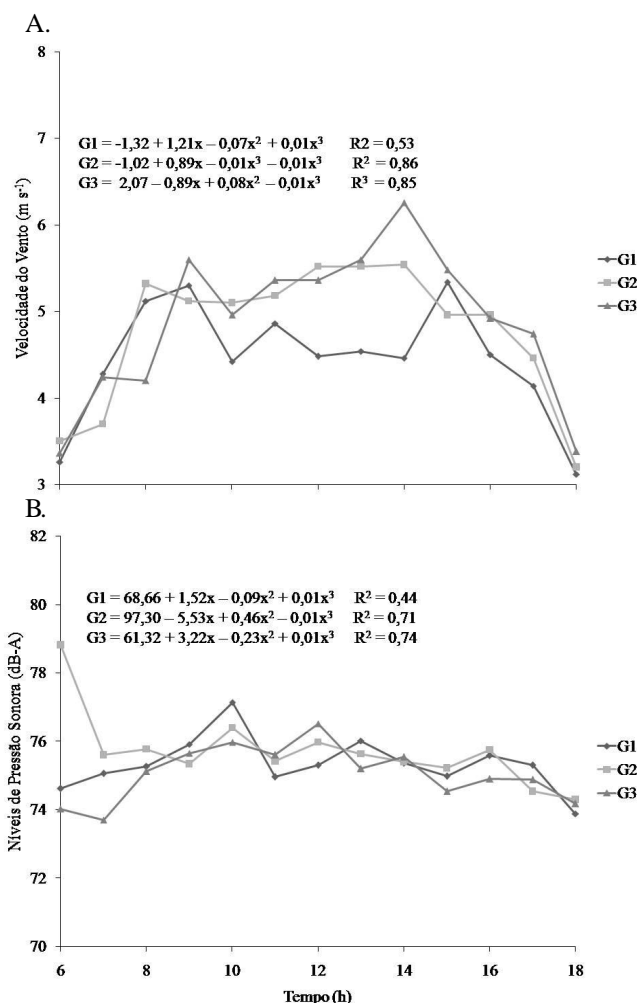 A.
8
7
6
5
4
3
Velocidade do Vento (m s⁻¹)
G1 = -1,32 + 1,21x – 0,07x² + 0,01x³ R2 = 0,53
G2 = -1,02 + 0,89x – 0,01x³ – 0,01x³ R² = 0,86
G3 = 2,07 – 0,89x + 0,08x² – 0,01x³ R³ = 0,85
G1
G2
G3
B.
82
80
78
76
74
72
70
Níveis de Pressão Sonora (dB-A)
G1 = 68,66 + 1,52x – 0,09x² + 0,01x³ R² = 0,44
G2 = 97,30 – 5,53x + 0,46x² – 0,01x³ R² = 0,71
G3 = 61,32 + 3,22x – 0,23x² + 0,01x³ R² = 0,74
G1
G2
G3
6 8 10 12 14 16 18
Tempo (h)